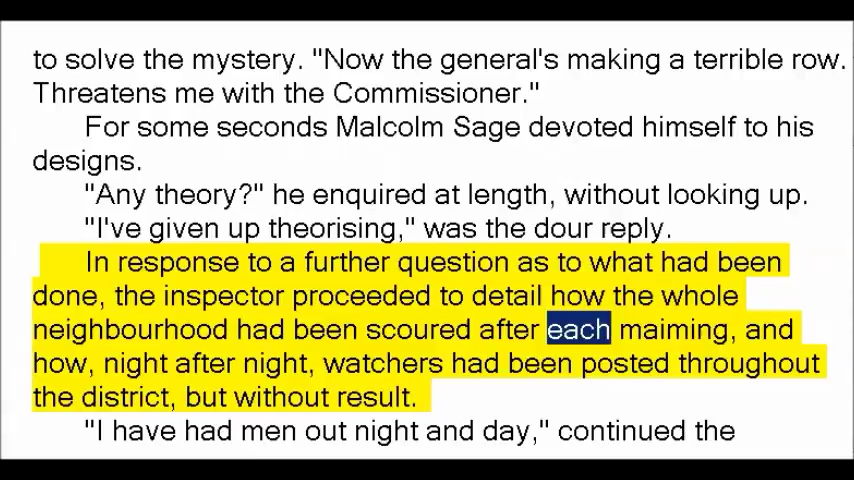 to solve the mystery. "Now the general's making a terrible row.
Threatens me with the Commissioner."
For some seconds Malcolm Sage devoted himself to his
designs.
"Any theory?" he enquired at length, without looking up.
"I've given up theorising," was the dour reply.
In response to a further question as to what had been
done, the inspector proceeded to detail how the whole
neighbourhood had been scoured after each maiming, and
how, night after night, watchers had been posted throughout
the district, but without result.
"I have had men out night and day," continued the